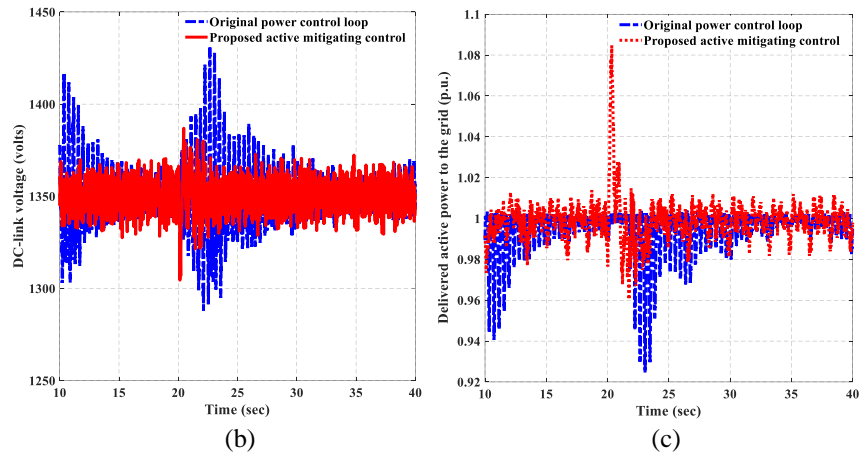 (b)
Original power control loop
Proposed active mitigating control
DC-link voltage (volts)
1450
1400
1350
1300
1250
10
15
20
25
30
35
40
Time (sec)
(b)
(c)
Original power control loop
Proposed active mitigating control
Delivered active power to the grid (p.u.)
1.1
1.08
1.06
1.04
1.02
1
0.98
0.96
0.94
0.92
10
15
20
25
30
35
40
Time (sec)
(c)